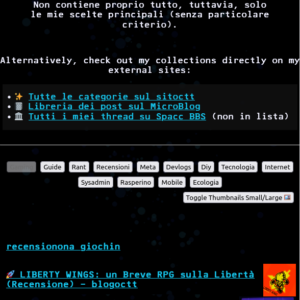 Non contiene proprio tutto, tuttavia, solo
le mie scelte principali (senza particolare
criterio).
Alternatively, check out my collections directly on my
external sites:
✨ Tutte le categorie sul sitoctt
📓 Libreria dei post sul MicroBlog
🏛 Tutti i miei thread su Spacc BBS (non in lista)
Guide Rant Recensioni Meta Devlogs Diy Tecnologia Internet
Sysadmin Rasperino Mobile Ecologia
Toggle Thumbnails Small/Large
recensionona giochin
🚀 LIBERTY WINGS: un Breve RPG sulla Libertà
(Recensione) – blogoctt